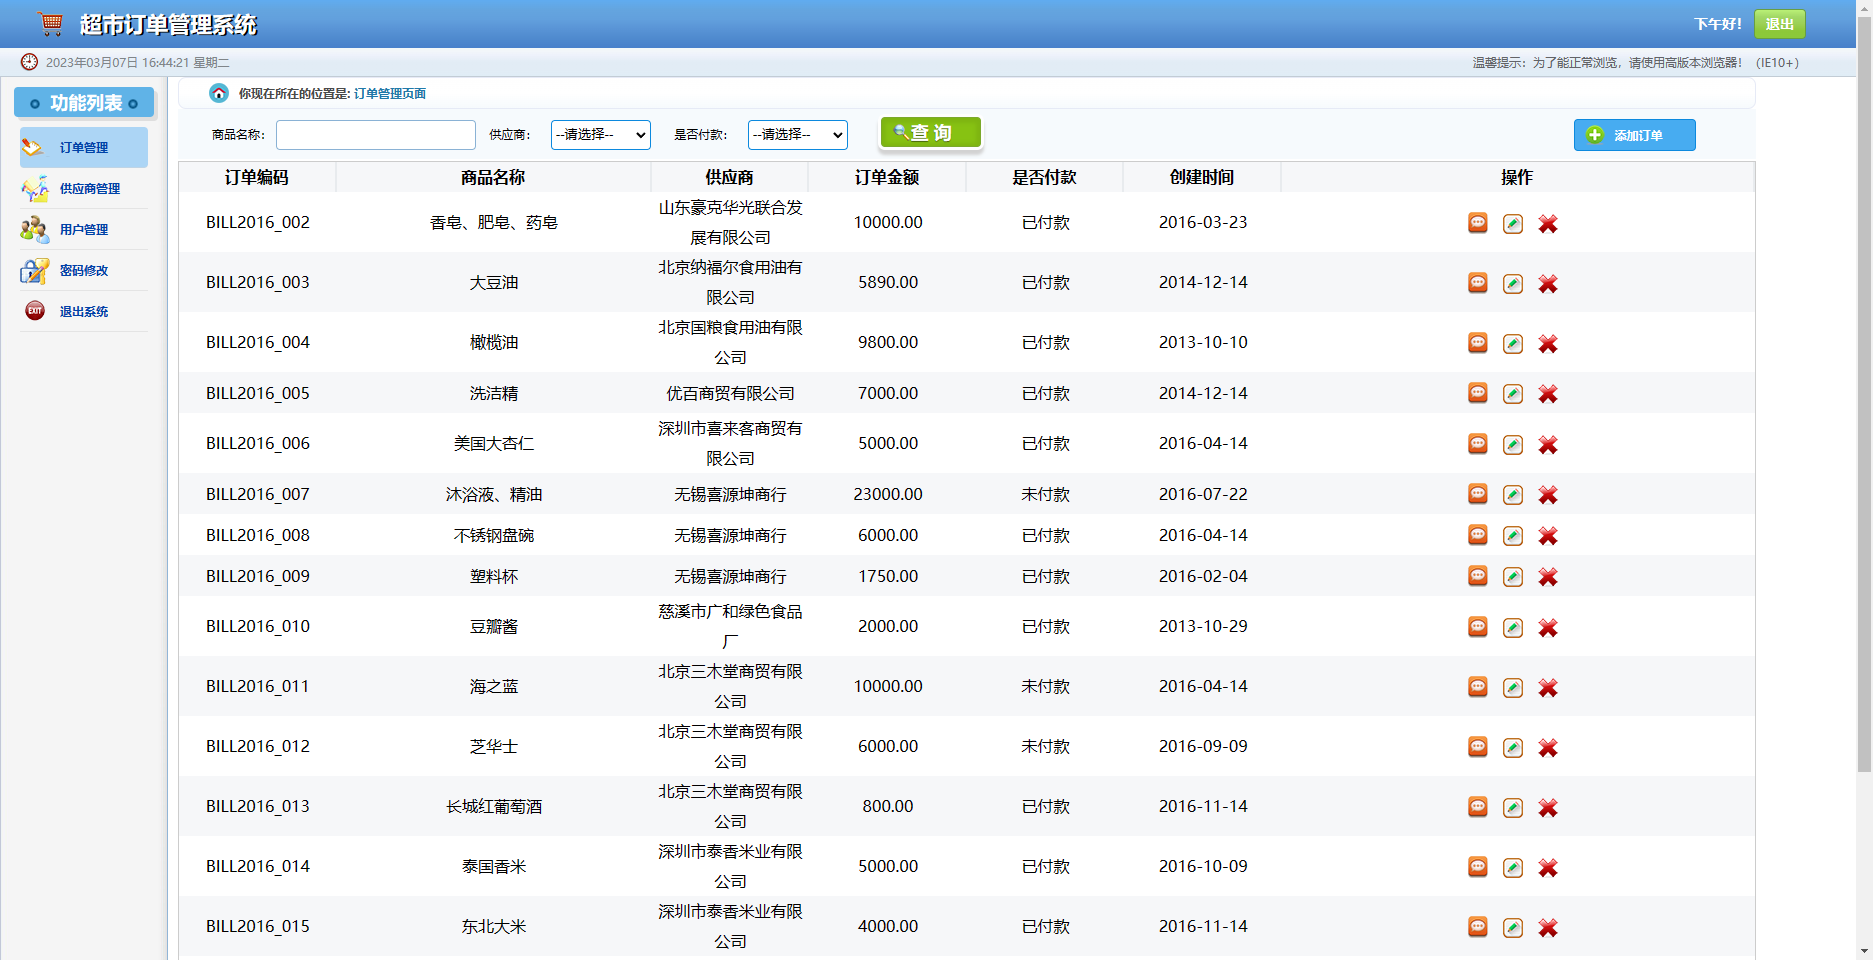 超市订单管理系统
下午好！ 退出
2023年03月07日 16:44:21 星期二
温馨提示：为了能正常浏览，请使用高版本浏览器！（IE10+）
功能列表
订单管理
供应商管理
用户管理
密码修改
EXIT 退出系统
你现在所在的位置是: 订单管理页面
商品名称： 供应商： --请选择-- 是否付款： --请选择-- 查 询 添加订单
订单编码 商品名称 供应商 订单金额 是否付款 创建时间 操作
BILL2016_002 香皂、肥皂、药皂 山东豪克华光联合发
展有限公司 10000.00 已付款 2016-03-23
BILL2016_003 大豆油 北京纳福尔食用油有
限公司 5890.00 已付款 2014-12-14
BILL2016_004 橄榄油 北京国粮食用油有限
公司 9800.00 已付款 2013-10-10
BILL2016_005 洗洁精 优百商贸有限公司 7000.00 已付款 2014-12-14
BILL2016_006 美国大杏仁 深圳市喜来客商贸有
限公司 5000.00 已付款 2016-04-14
BILL2016_007 沐浴液、精油 无锡喜源坤商行 23000.00 未付款 2016-07-22
BILL2016_008 不锈钢盘碗 无锡喜源坤商行 6000.00 已付款 2016-04-14
BILL2016_009 塑料杯 无锡喜源坤商行 1750.00 已付款 2016-02-04
BILL2016_010 豆瓣酱 慈溪市广和绿色食品
厂 2000.00 已付款 2013-10-29
BILL2016_011 海之蓝 北京三木堂商贸有限
公司 10000.00 未付款 2016-04-14
BILL2016_012 芝华士 北京三木堂商贸有限
公司 6000.00 未付款 2016-09-09
BILL2016_013 长城红葡萄酒 北京三木堂商贸有限
公司 800.00 已付款 2016-11-14
BILL2016_014 泰国香米 深圳市泰香米业有限
公司 5000.00 已付款 2016-10-09
BILL2016_015 东北大米 深圳市泰香米业有限
公司 4000.00 已付款 2016-11-14